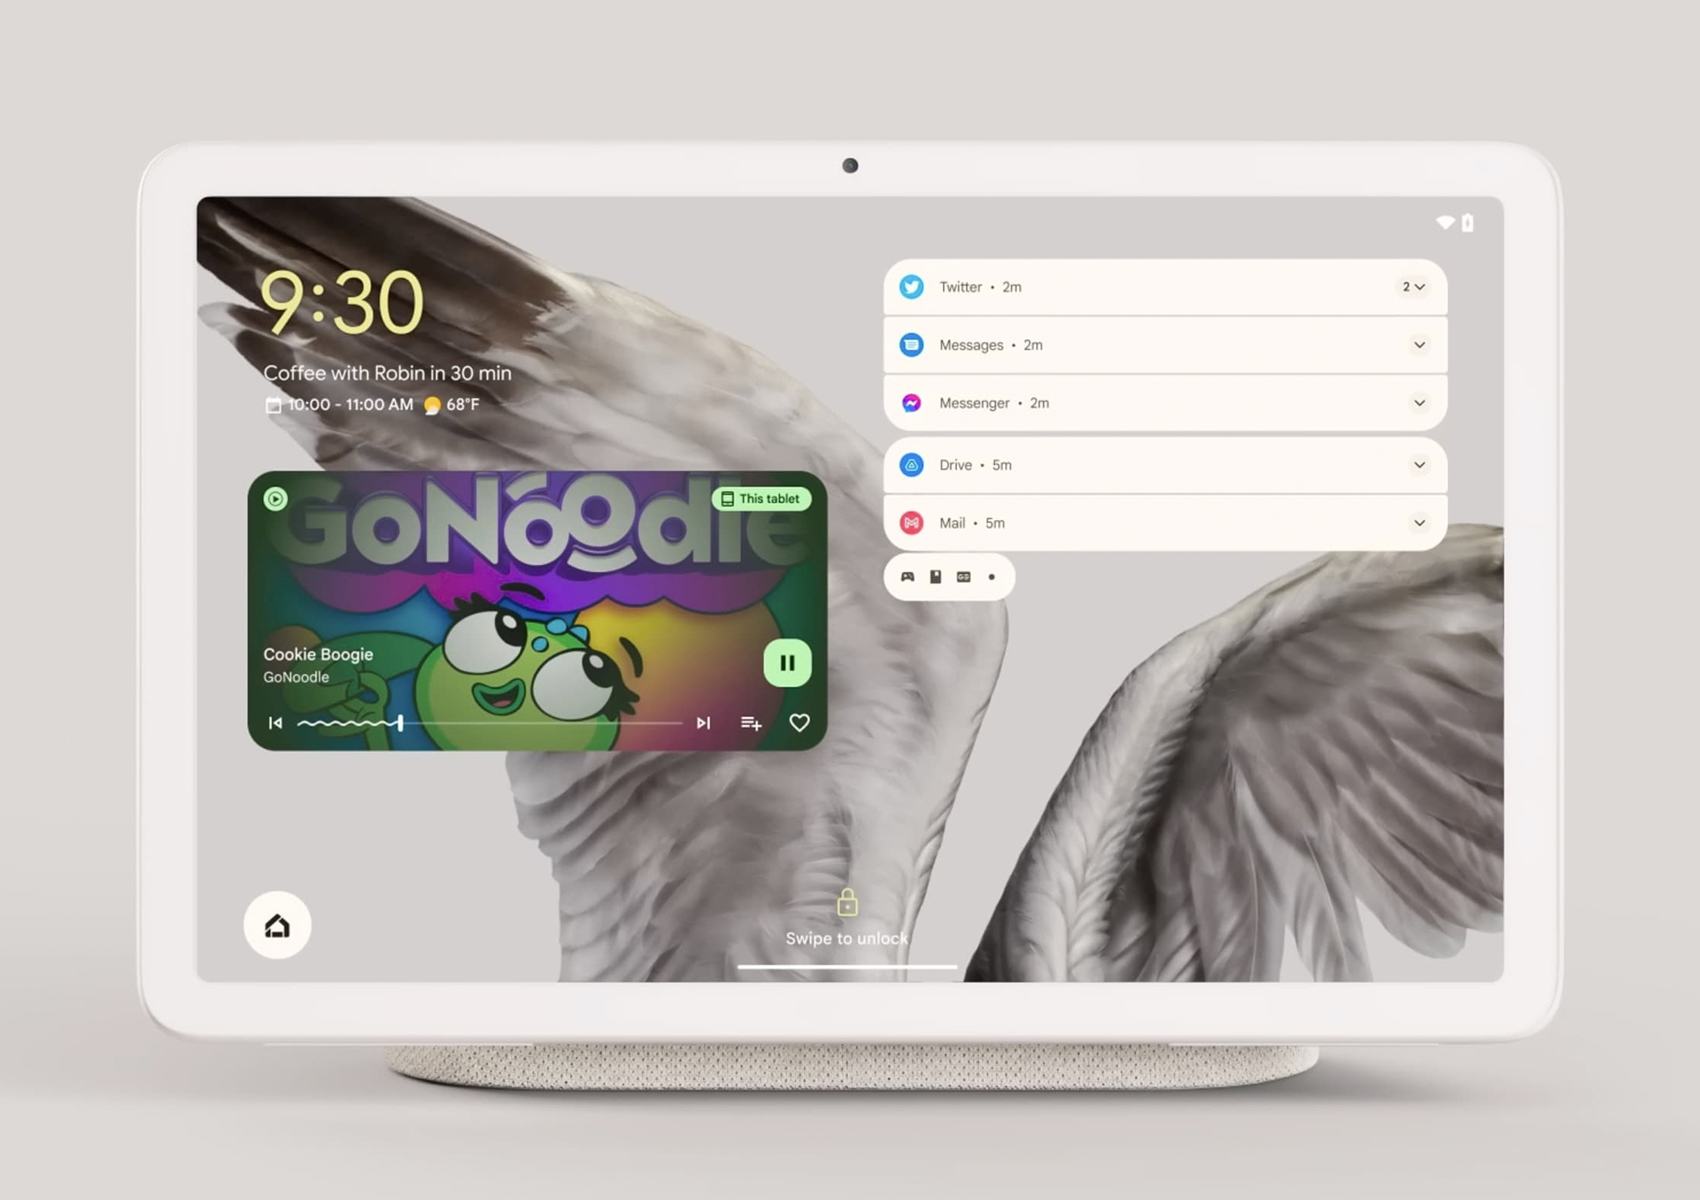 9:30
Coffee with Robin in 30 min
10:00 - 11:00 AM 68°F
GoNoodle
This tablet
Cookie Boogie
GoNoodle
Twitter • 2m
2
Messages • 2m
Messenger • 2m
Drive • 5m
Mail • 5m
Swipe to unlock